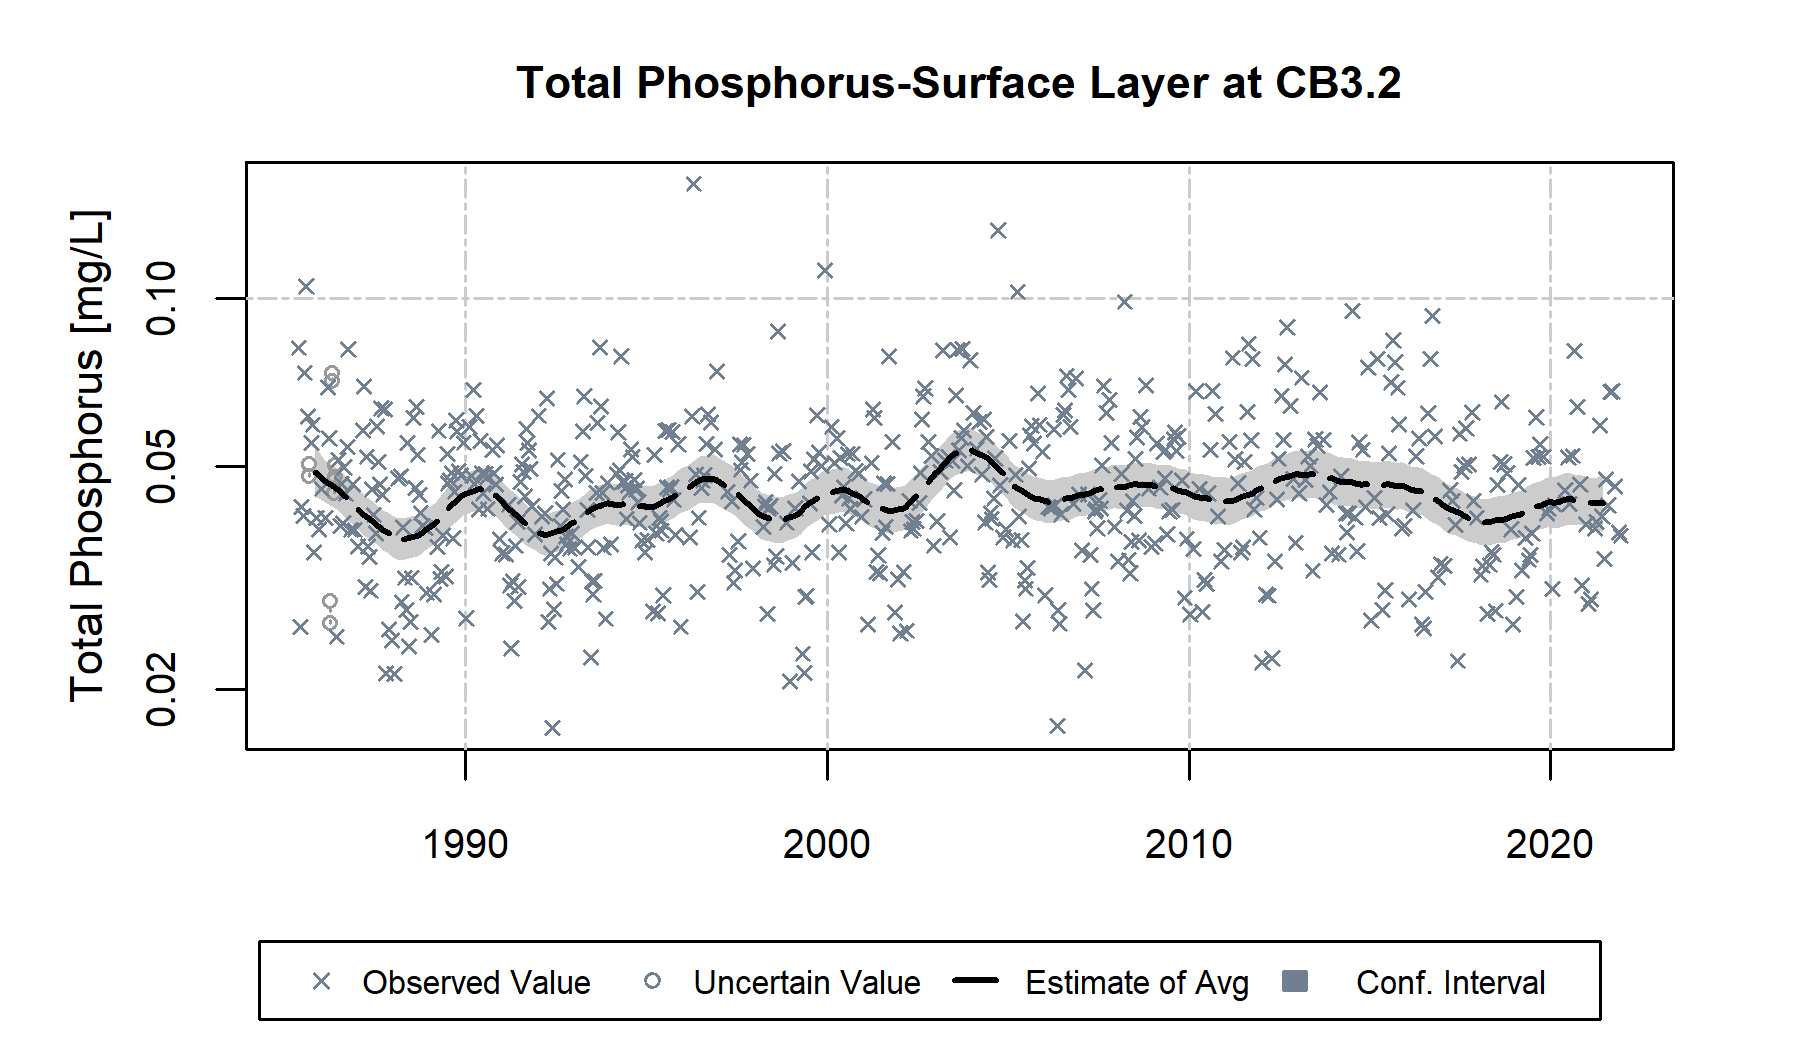 Total Phosphorus-Surface Layer at CB3.2
Total Phosphorus [mg/L]
0.10
0.05
0.02
1990 2000 2010 2020
Observed Value Uncertain Value Estimate of Avg Conf. Interval